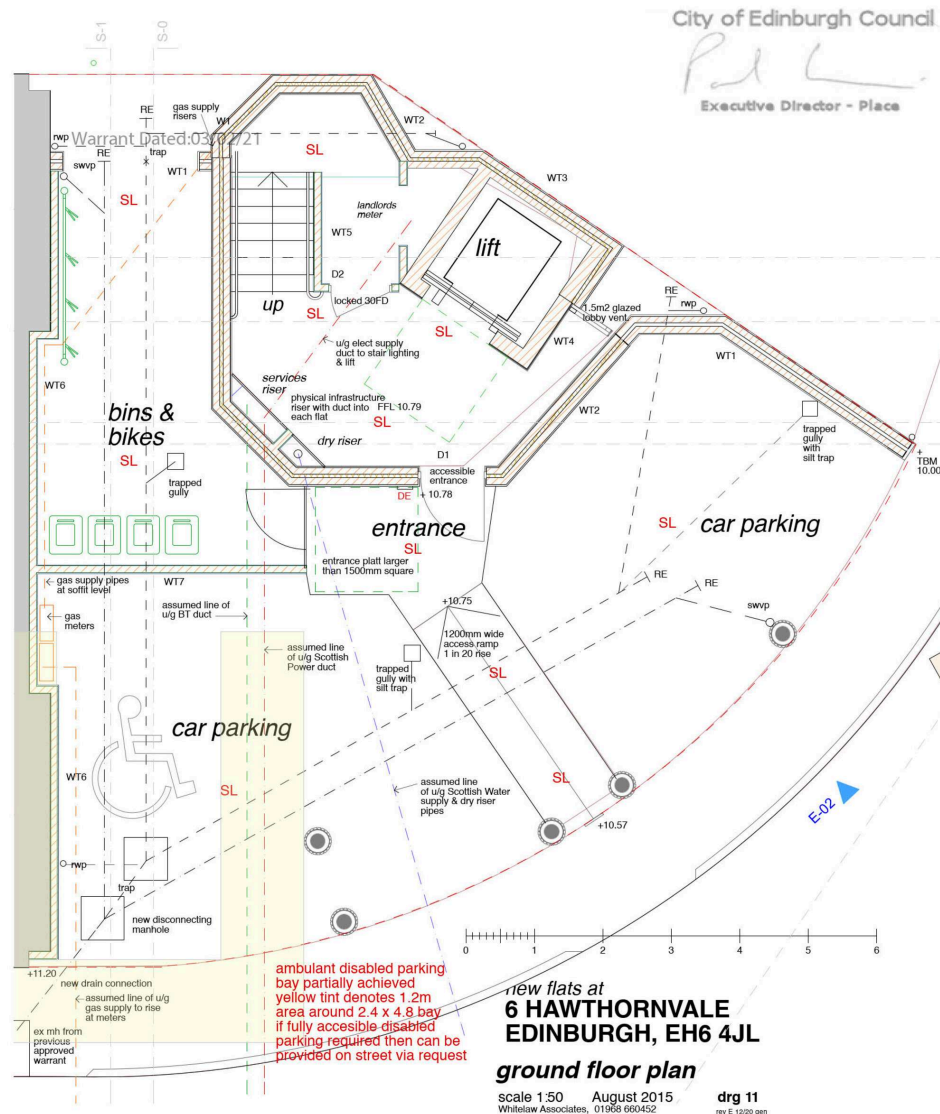 City of Edinburgh Council
Executive Director - Place
Warrant Dated:03/02/21
S-1
S-0
RE
gas supply
risers
W1
WT2
rwp
RE
trap
swvp
WT1
SL
SL
WT3
landlords
meter
WT5
lift
D2
up
locked 30FD
SL
SL
RE
rwp
1.5m2 glazed
lobby vent.
WT4
WT1
u/g elect supply
duct to stair lighting
& lift
WT6
services
riser
physical infrastructure
riser with duct into
each flat
FFL 10.79
SL
WT2
bins &
bikes
SL
dry riser
trapped
gully
D1
accessible
entrance
trapped
gully
with
silt trap
+
TBM
10.00
DE
+ 10.78
entrance
SL
SL
car parking
entrance platt larger
than 1500mm square
WT7
gas supply pipes
at soffit level
RE
RE
gas
meters
assumed line of
u/g BT duct
+10.75
swvp
1200mm wide
access ramp
1 in 20 rise
assumed line
of u/g Scottish
Power duct
trapped
gully with
silt trap
SL
car parking
WT6
SL
assumed line
of u/g Scottish Water
supply & dry riser
pipes
SL
E-02
+10.57
rwp
trap
new disconnecting
manhole
0 1 2 3 4 5 6
+11.20
new drain connection
assumed line of u/g
gas supply to rise
at meters
ex mh from
previous
approved
warrant
ambulant disabled parking
bay partially achieved
yellow tint denotes 1.2m
area around 2.4 x 4.8 bay
if fully accesible disabled
parking required then can be
provided on street via request
new flats at
6 HAWTHORNVALE
EDINBURGH, EH6 4JL
ground floor plan
scale 1:50 August 2015 drg 11
Whitelaw Associates, 01968 660452
rev E 12/20 gen